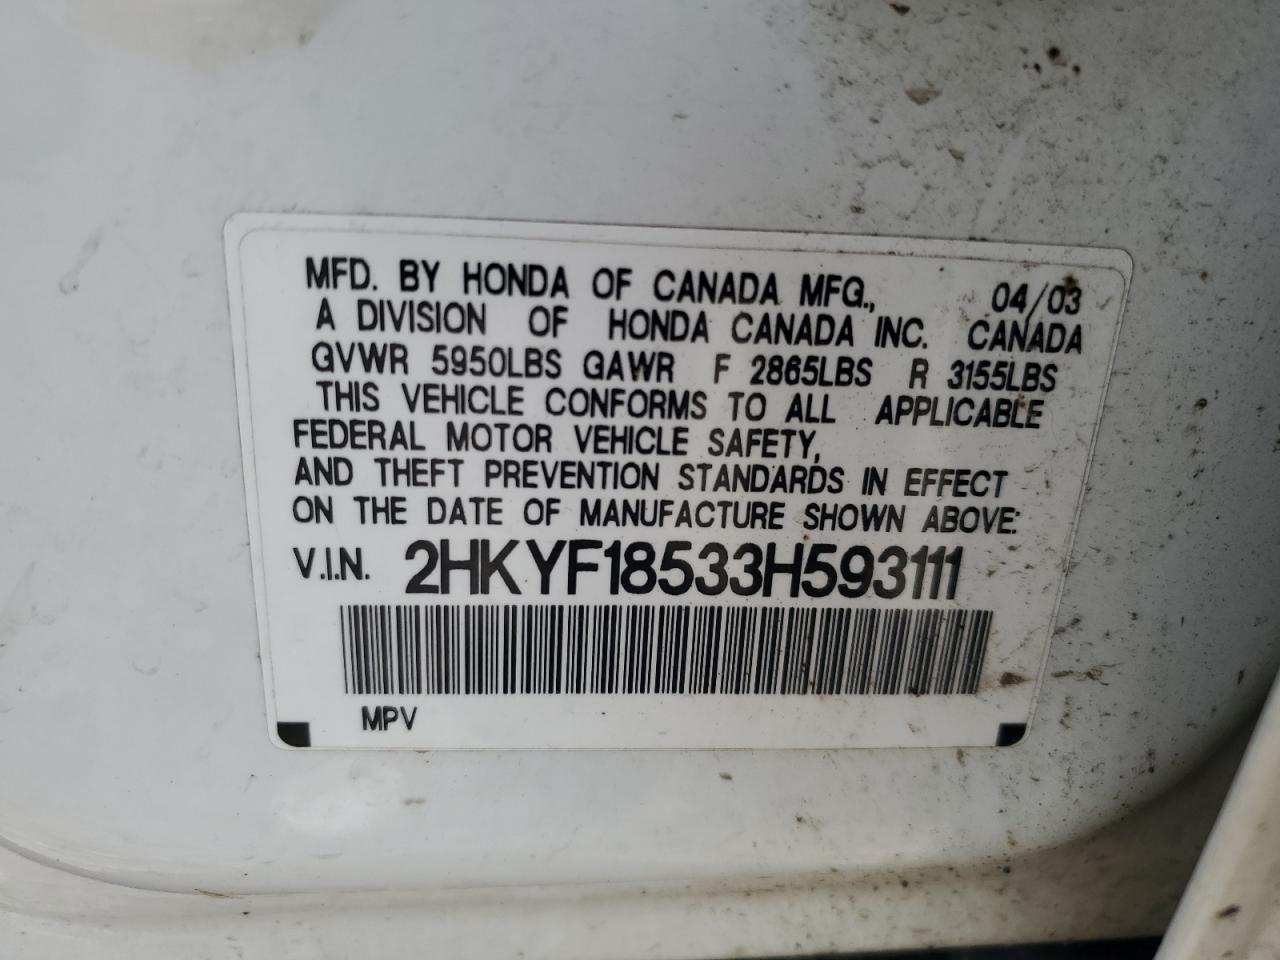 MFD. BY HONDA OF CANADA MFG., 04/03
A DIVISION OF HONDA CANADA INC. CANADA
GVWR 5950LBS GAWR F 2865LBS R 3155LBS
THIS VEHICLE CONFORMS TO ALL APPLICABLE
FEDERAL MOTOR VEHICLE SAFETY,
AND THEFT PREVENTION STANDARDS IN EFFECT
ON THE DATE OF MANUFACTURE SHOWN ABOVE:
V.I.N. 2HKYF18533H593111
MPV